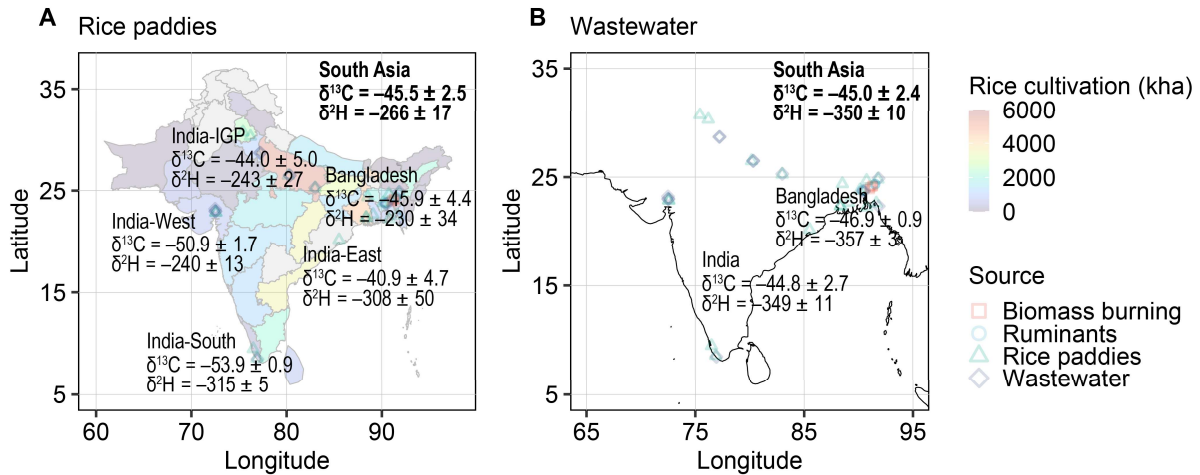 A Rice paddies
South Asia
δ¹³C = –45.5 ± 2.5
δ²H = –266 ± 17
India-IGP
δ¹³C = –44.0 ± 5.0
δ²H = –243 ± 27
Bangladesh
δ¹³C = –45.9 ± 4.4
δ²H = –230 ± 34
India-West
δ¹³C = –50.9 ± 1.7
δ²H = –240 ± 13
India-East
δ¹³C = –40.9 ± 4.7
δ²H = –308 ± 50
India-South
δ¹³C = –53.9 ± 0.9
δ²H = –315 ± 5
35
25
15
5
Latitude
60 70 80 90
Longitude
B Wastewater
South Asia
δ¹³C = –45.0 ± 2.4
δ²H = –350 ± 10
Bangladesh
δ¹³C = –46.9 ± 0.9
δ²H = –357 ± 3
India
δ¹³C = –44.8 ± 2.7
δ²H = –349 ± 11
35
25
15
5
Latitude
65 75 85 95
Longitude
Rice cultivation (kha)
6000
4000
2000
0
Source
Biomass burning
Ruminants
Rice paddies
Wastewater